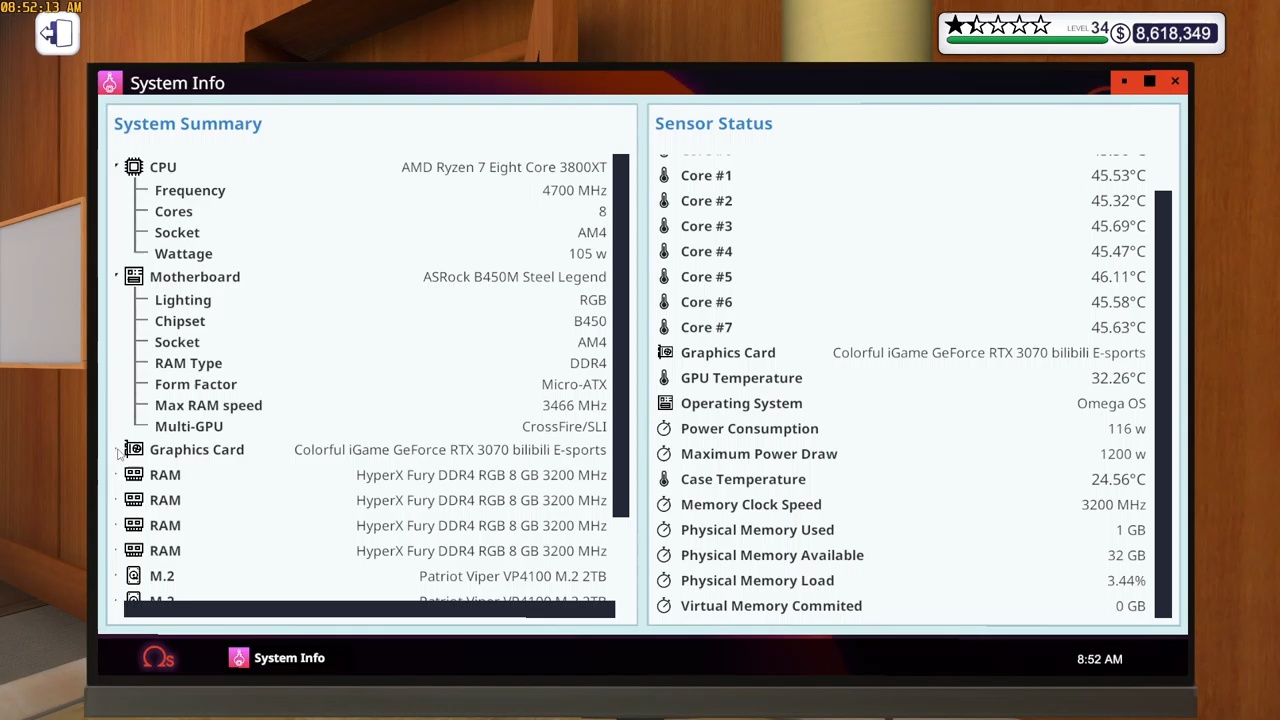 08:52:13 AM
LEVEL 34 $ 8,618,349
System Info
System Summary
CPU AMD Ryzen 7 Eight Core 3800XT
Frequency 4700 MHz
Cores 8
Socket AM4
Wattage 105 w
Motherboard ASRock B450M Steel Legend
Lighting RGB
Chipset B450
Socket AM4
RAM Type DDR4
Form Factor Micro-ATX
Max RAM speed 3466 MHz
Multi-GPU CrossFire/SLI
Graphics Card Colorful iGame GeForce RTX 3070 bilibili E-sports
RAM HyperX Fury DDR4 RGB 8 GB 3200 MHz
RAM HyperX Fury DDR4 RGB 8 GB 3200 MHz
RAM HyperX Fury DDR4 RGB 8 GB 3200 MHz
RAM HyperX Fury DDR4 RGB 8 GB 3200 MHz
M.2 Patriot Viper VP4100 M.2 2TB
M.2 Patriot Viper VP4100 M.2 2TB
Sensor Status
Core #1 45.53°C
Core #2 45.32°C
Core #3 45.69°C
Core #4 45.47°C
Core #5 46.11°C
Core #6 45.58°C
Core #7 45.63°C
Graphics Card Colorful iGame GeForce RTX 3070 bilibili E-sports
GPU Temperature 32.26°C
Operating System Omega OS
Power Consumption 116 w
Maximum Power Draw 1200 w
Case Temperature 24.56°C
Memory Clock Speed 3200 MHz
Physical Memory Used 1 GB
Physical Memory Available 32 GB
Physical Memory Load 3.44%
Virtual Memory Commited 0 GB
Ωs System Info 8:52 AM